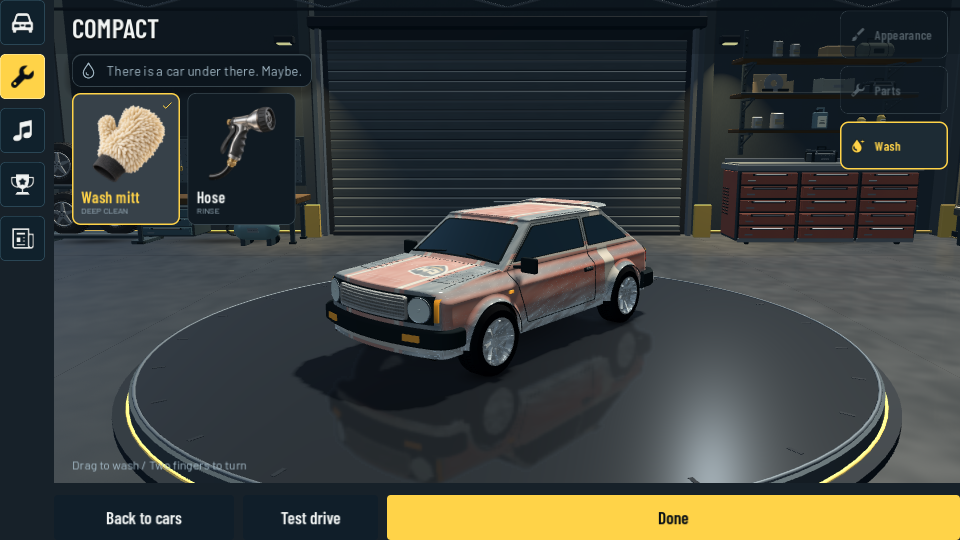 COMPACT
There is a car under there. Maybe.
Wash mitt
DEEP CLEAN
Hose
RINSE
Appearance
Parts
Wash
Drag to wash / Two fingers to turn
Back to cars
Test drive
Done